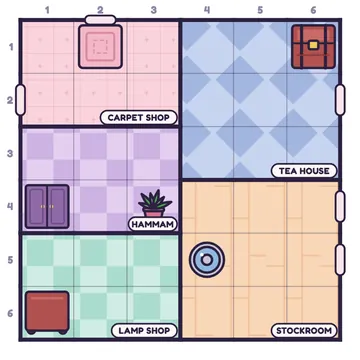 1 2 3 4 5 6
1
2
CARPET SHOP
3
TEA HOUSE
4
HAMMAM
5
6
LAMP SHOP
STOCKROOM